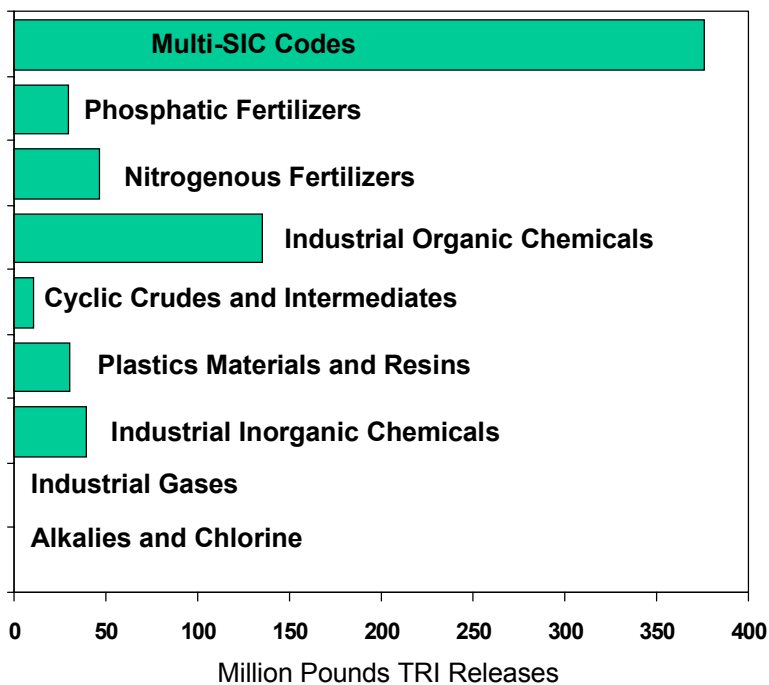 Multi-SIC Codes
Phosphatic Fertilizers
Nitrogenous Fertilizers
Industrial Organic Chemicals
Cyclic Crudes and Intermediates
Plastics Materials and Resins
Industrial Inorganic Chemicals
Industrial Gases
Alkalies and Chlorine
0 50 100 150 200 250 300 350 400
Million Pounds TRI Releases